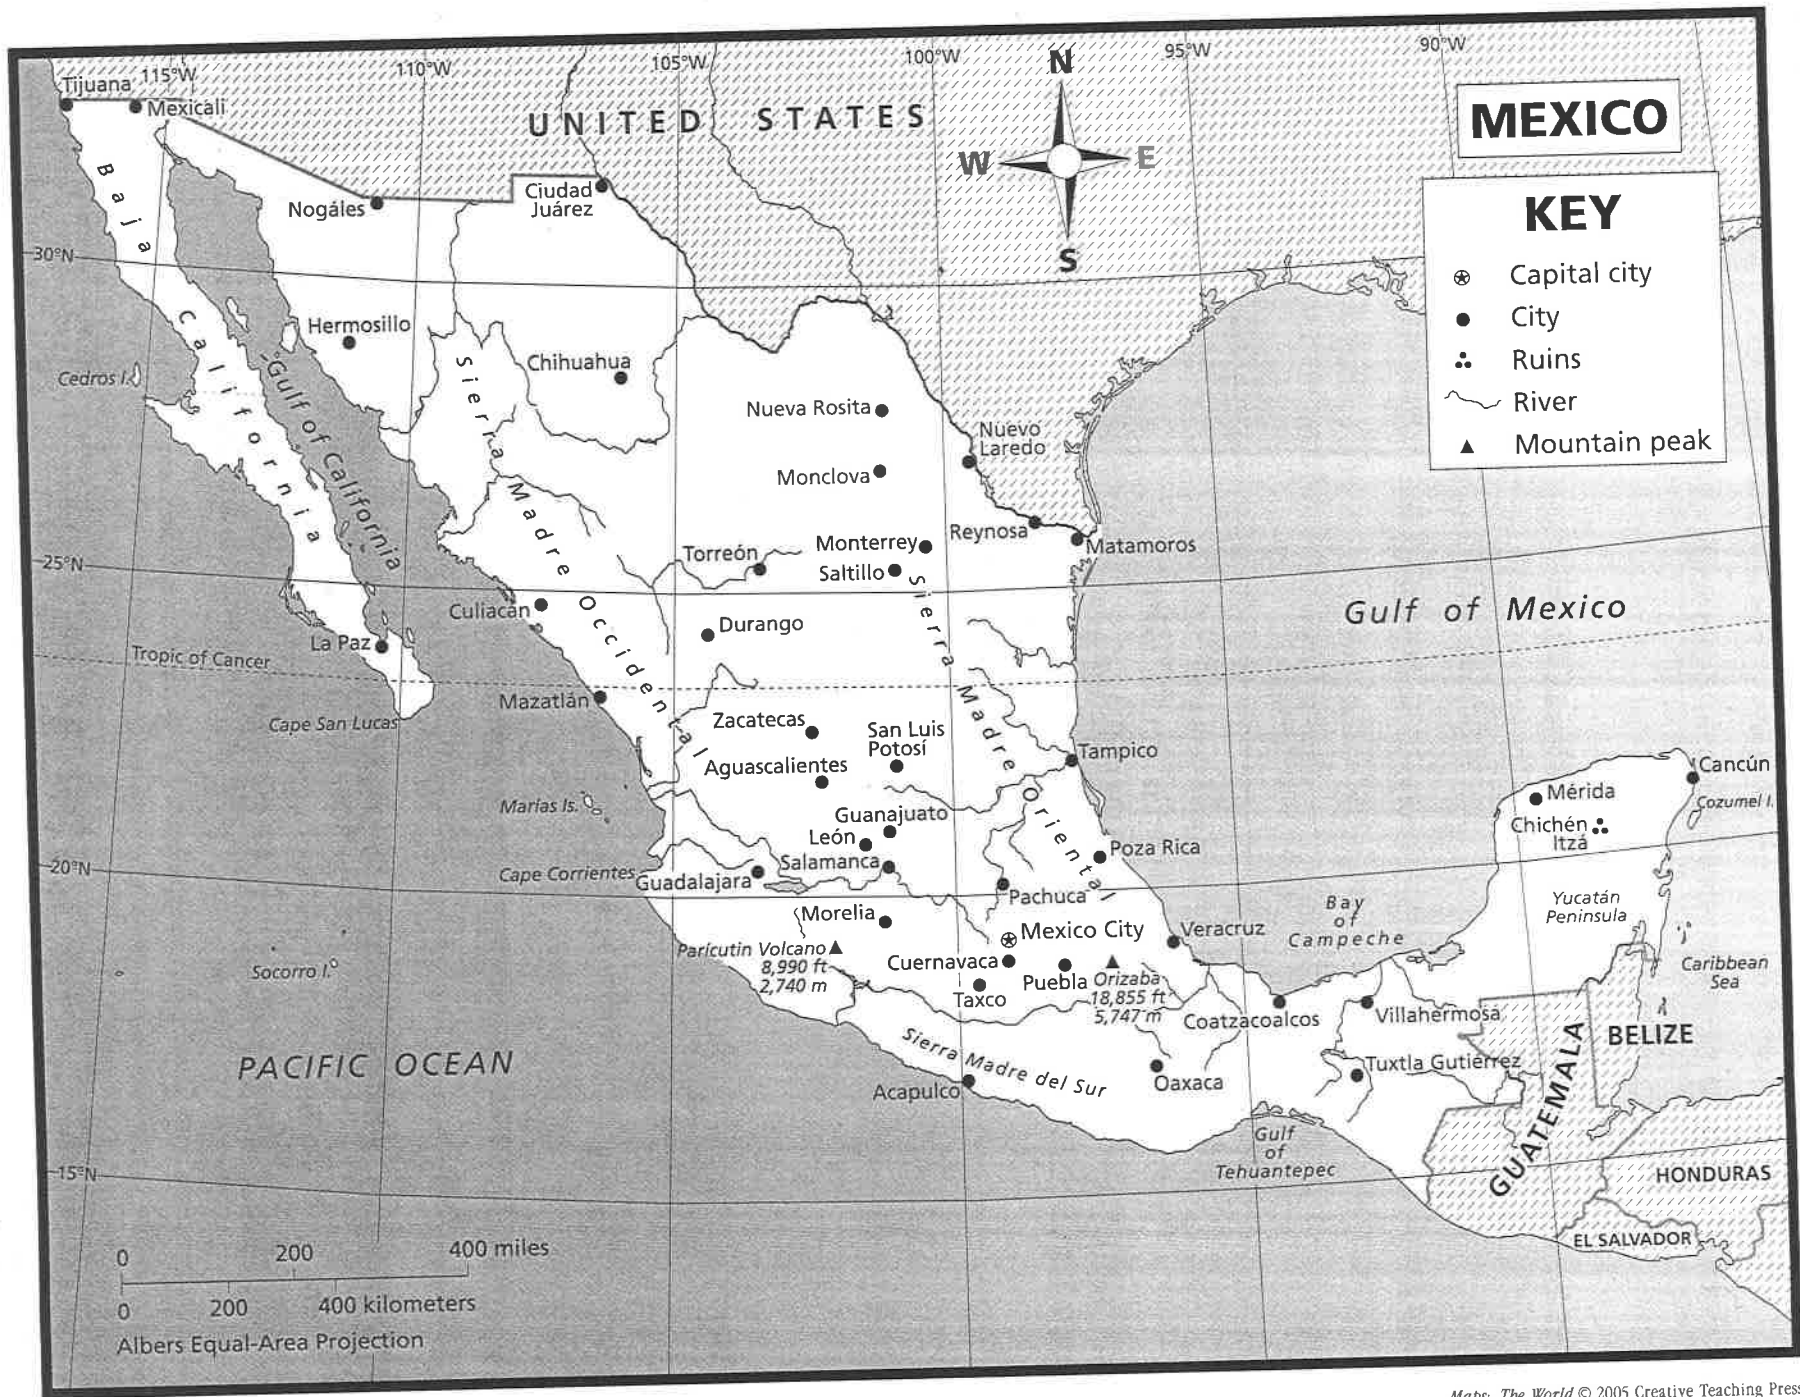 115°W
110°W
105°W
100°W
95°W
90°W
Tijuana
Mexicali
UNITED STATES
N
W
E
S
MEXICO
KEY
Capital city
City
Ruins
River
Mountain peak
Baja California
Nogáles
Ciudad
Juárez
30°N
Hermosillo
Chihuahua
Cedros I.
Gulf of California
Sierra Madre Occidental
Nueva Rosita
Nuevo
Laredo
Monclova
Reynosa
Matamoros
Monterrey
Saltillo
Torreón
25°N
Culiacán
Durango
Sierra Madre Oriental
Gulf of Mexico
La Paz
Tropic of Cancer
Mazatlán
Cape San Lucas
Zacatecas
San Luis
Potosí
Tampico
Aguascalientes
Cancún
Mérida
Cozumel I.
Marías Is.
Guanajuato
León
Chichén
Itzá
Poza Rica
Salamanca
20°N
Cape Corrientes
Guadalajara
Pachuca
Yucatán
Peninsula
Bay
of
Campeche
Morelia
Mexico City
Veracruz
Parícutin Volcano
8,990 ft
2,740 m
Cuernavaca
Puebla
Orizaba
18,855 ft
5,747 m
Taxco
Socorro I.
Caribbean
Sea
Coatzacoalcos
Villahermosa
BELIZE
PACIFIC OCEAN
Sierra Madre del Sur
Tuxtla Gutiérrez
Oaxaca
Acapulco
GUATEMALA
Gulf
of
Tehuantepec
15°N
HONDURAS
EL SALVADOR
0 200 400 miles
0 200 400 kilometers
Albers Equal-Area Projection
Maps: The World © 2005 Creative Teaching Press